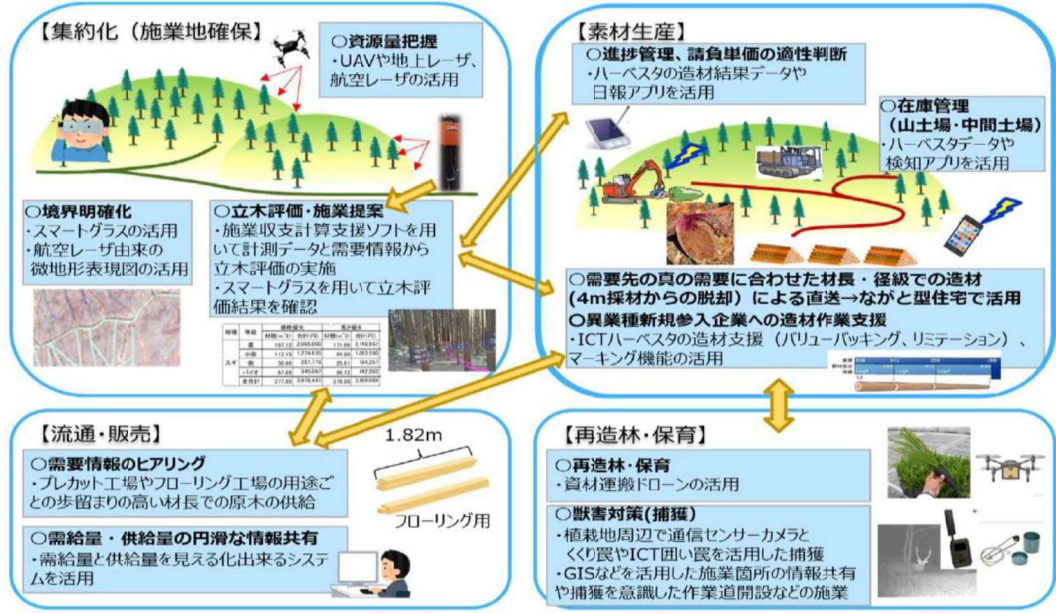 【集約化（施業地確保）】
○資源量把握
・UAVや地上レーザ、
航空レーザの活用
○境界明確化
・スマートグラスの活用
・航空レーザ由来の
微地形表現図の活用
○立木評価・施業提案
・施業収支計算支援ソフトを用
いて計測データと需要情報から
立木評価の実施
・スマートグラスを用いて立木評
価結果を確認
【素材生産】
○進捗管理、請負単価の適性判断
・ハーベスタの造材結果データや
日報アプリを活用
○在庫管理
（山土場・中間土場）
・ハーベスタデータや
検知アプリを活用
○需要先の真の需要に合わせた材長・径級での造材
(4m採材からの脱却）による直送→ながと型住宅で活用
○異業種新規参入企業への造材作業支援
・ICTハーベスタの造材支援（バリューバッキング、リミテーション）、
マーキング機能の活用
【流通・販売】
○需要情報のヒアリング
・プレカット工場やフローリング工場の用途ご
との歩留まりの高い材長での原木の供給
○需給量・供給量の円滑な情報共有
・需給量と供給量を見える化出来るシステ
ムを活用
1.82m
フローリング用
【再造林・保育】
○再造林・保育
・資材運搬ドローンの活用
○獣害対策(捕獲）
・植栽地周辺で通信センサーカメラと
くくり罠やICT囲い罠を活用した捕獲
・GISなどを活用した施業箇所の情報共有
や捕獲を意識した作業道開設などの施業